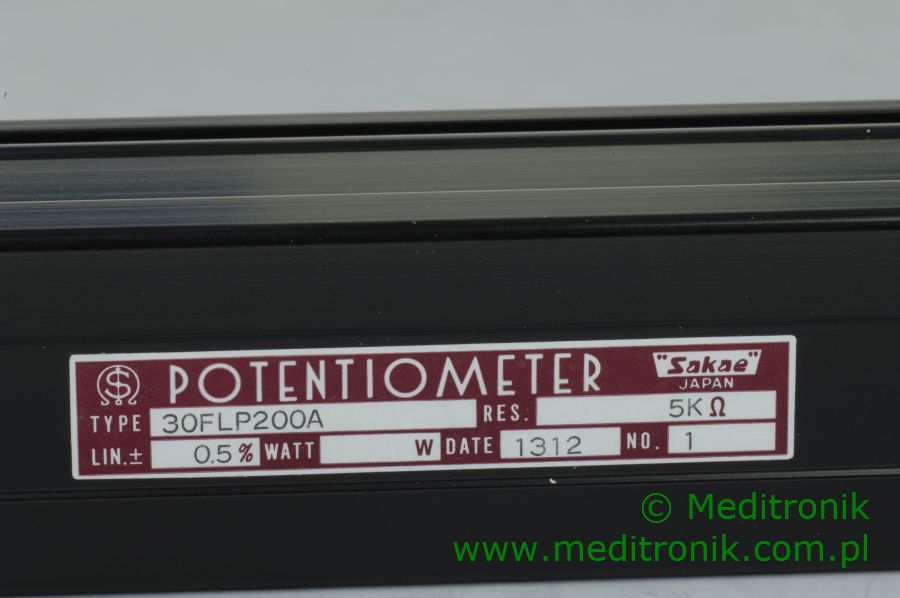 POTENTIOMETER "Sakae"
JAPAN
TYPE 30FLP200A RES. 5KΩ
LIN.± 0.5% WATT W DATE 1312 NO. 1
© Meditronik
www.meditronik.com.pl